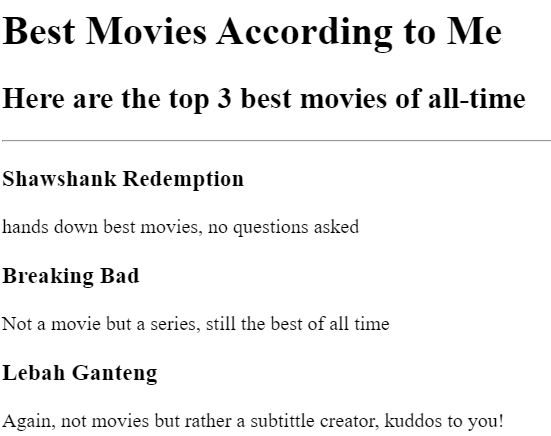 Best Movies According to Me
Here are the top 3 best movies of all-time
Shawshank Redemption
hands down best movies, no questions asked
Breaking Bad
Not a movie but a series, still the best of all time
Lebah Ganteng
Again, not movies but rather a subtittle creator, kuddos to you!